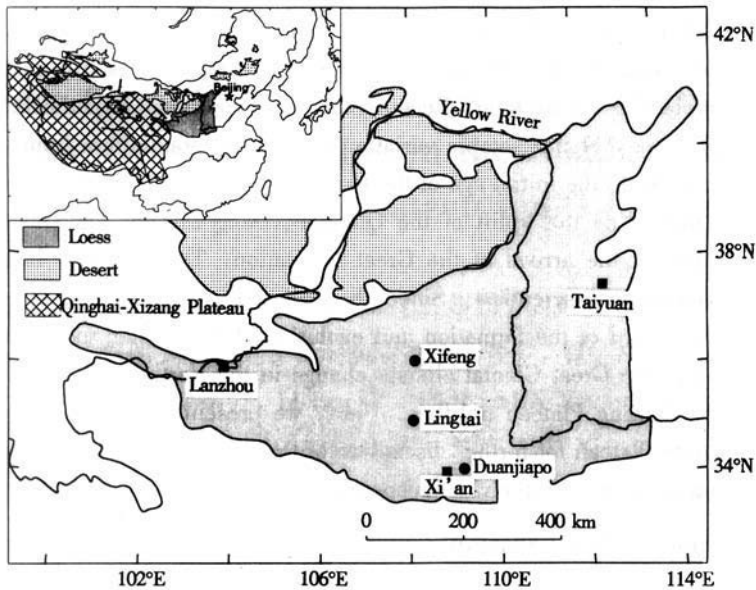 42°N
Beijing
Yellow River
Loess
Desert
Qinghai-Xizang Plateau
38°N
Taiyuan
Xifeng
Lanzhou
Lingtai
Duanjiapo
Xi'an
34°N
0 200 400 km
102°E 106°E 110°E 114°E